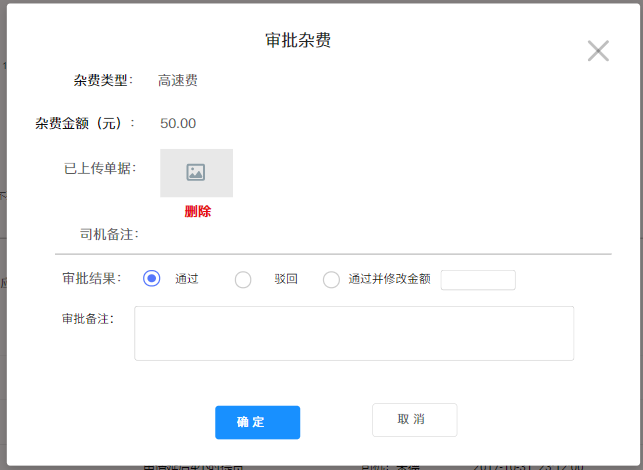 审批杂费
杂费类型： 高速费
杂费金额（元）： 50.00
已上传单据：
删除
司机备注：
审批结果： 通过 驳回 通过并修改金额
审批备注：
确 定 取 消